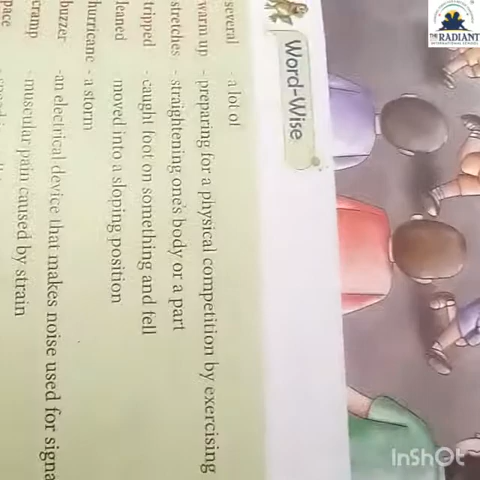 Word-Wise
several - a lot of
warm up - preparing for a physical competition by exercising
stretches - straightening one's body or a part
tripped - caught foot on something and fell
leaned moved into a sloping position
hurricane - a storm
buzzer -an electrical device that makes noise used for signa
cramp - muscular pain caused by strain
pace
THE RADIANT
INTERNATIONAL SCHOOL
InShOt